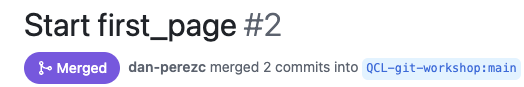 Start first_page #2
Merged dan-perezc merged 2 commits into QCL-git-workshop:main